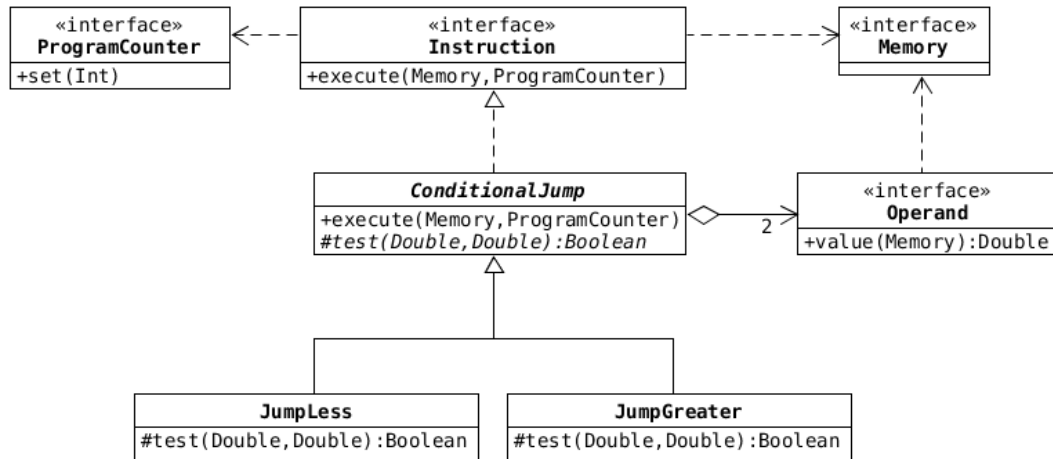 «interface»
ProgramCounter
+set(Int)
«interface»
Instruction
+execute(Memory,ProgramCounter)
«interface»
Memory
ConditionalJump
+execute(Memory,ProgramCounter)
#test(Double,Double):Boolean
2
«interface»
Operand
+value(Memory):Double
JumpLess
#test(Double,Double):Boolean
JumpGreater
#test(Double,Double):Boolean